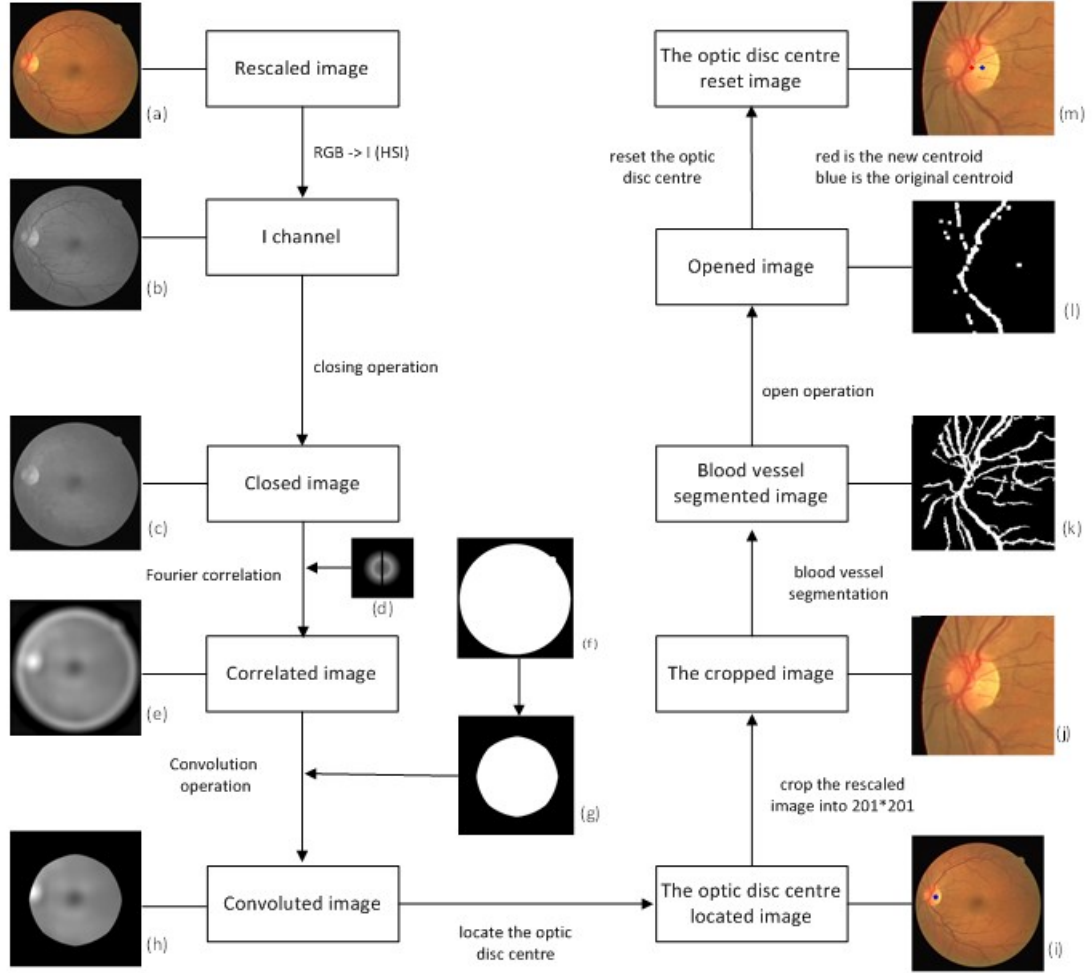 Rescaled image
(a)
RGB -> I (HSI)
I channel
(b)
closing operation
Closed image
(c)
Fourier correlation
(d)
Correlated image
(e)
(f)
Convolution
operation
(g)
Convoluted image
(h)
locate the optic
disc centre
The optic disc centre
located image
(i)
crop the rescaled
image into 201*201
The cropped image
(j)
blood vessel
segmentation
Blood vessel
segmented image
(k)
open operation
Opened image
(l)
reset the optic
disc centre
red is the new centroid
blue is the original centroid
The optic disc centre
reset image
(m)